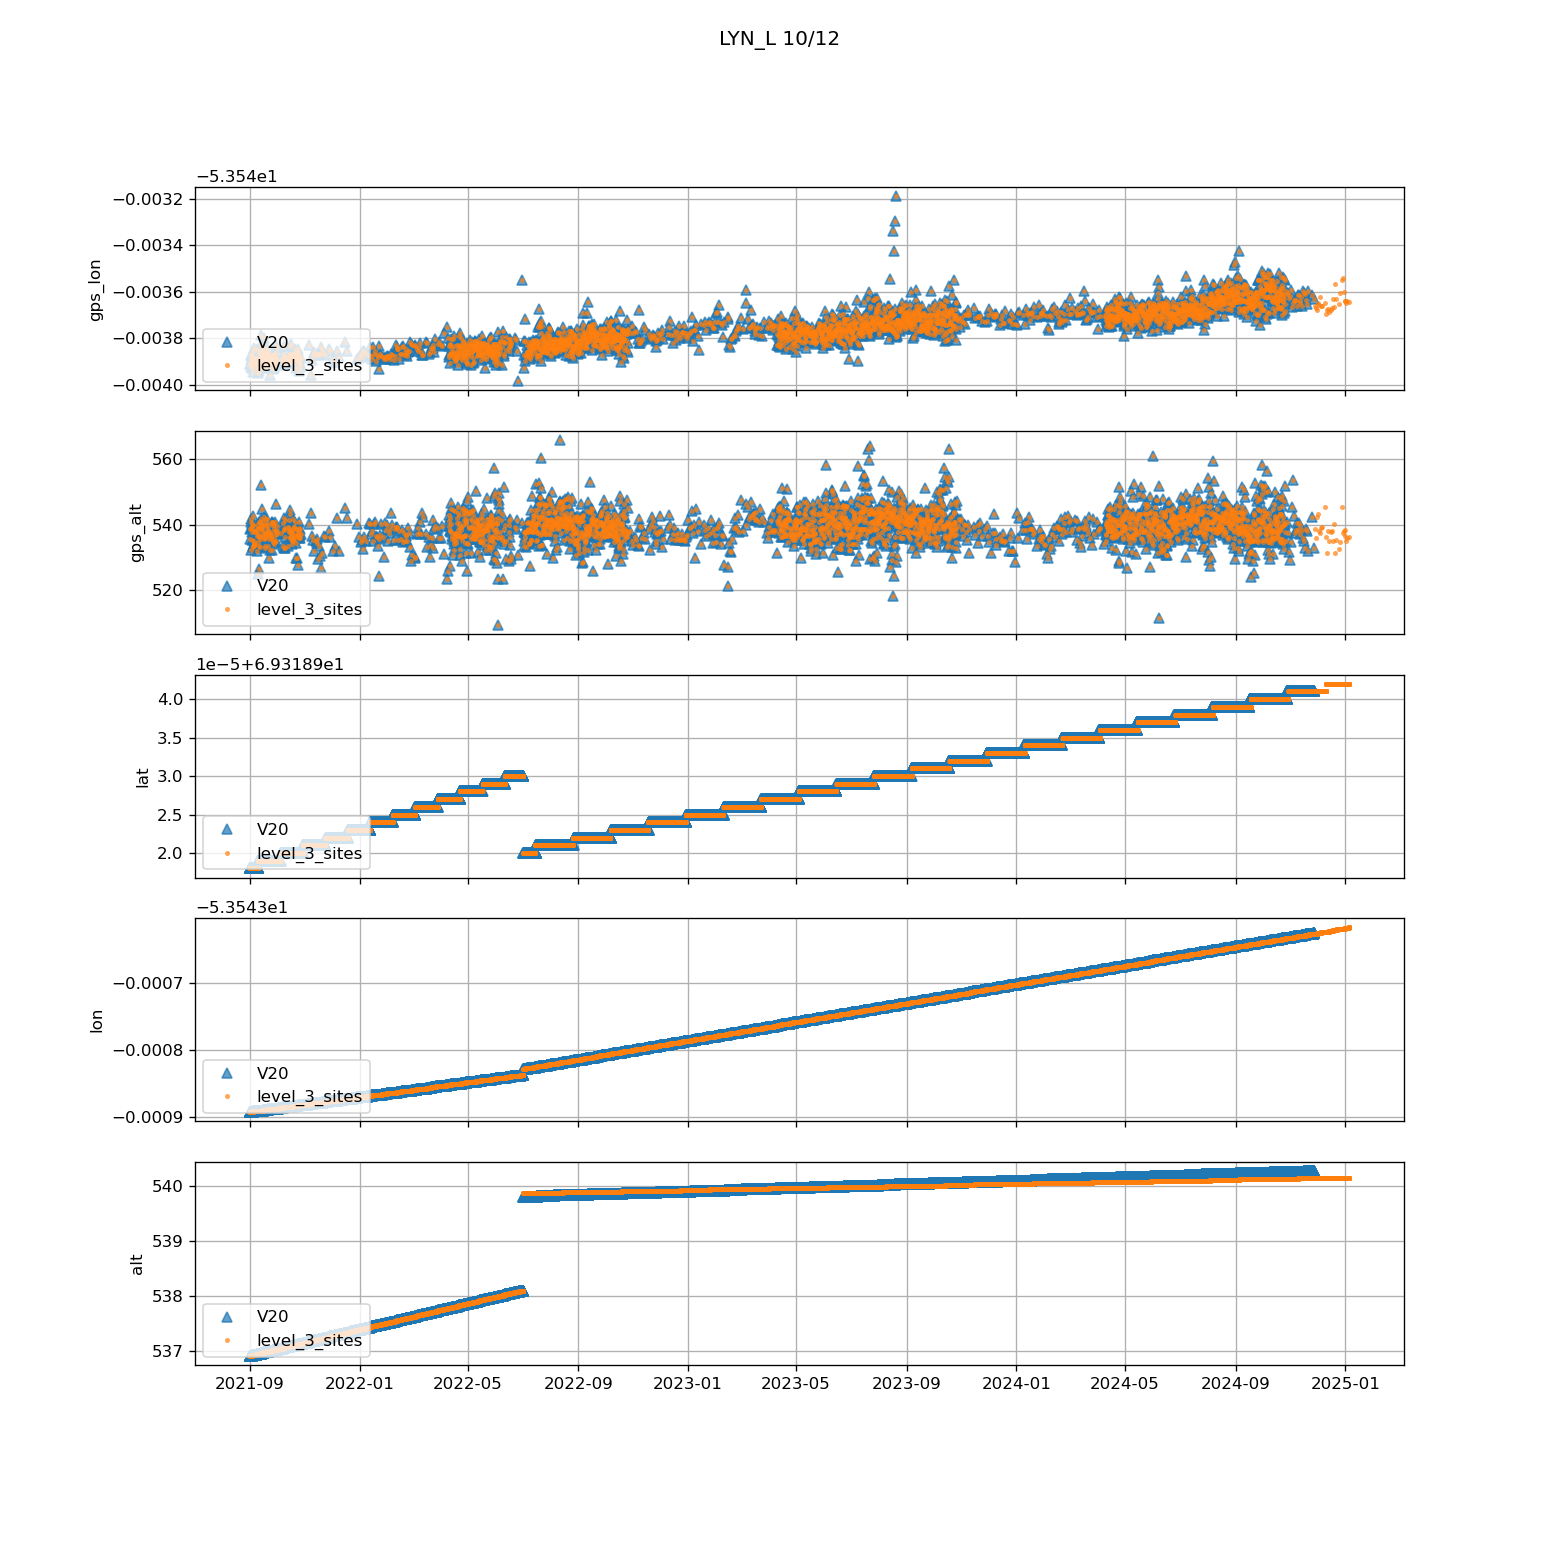 LYN_L 10/12
−5.354e1
−0.0032
−0.0034
−0.0036
−0.0038
−0.0040
gps_lon
V20
level_3_sites
560
540
520
gps_alt
V20
level_3_sites
1e−5+6.93189e1
4.0
3.5
3.0
2.5
2.0
lat
V20
level_3_sites
−5.3543e1
−0.0007
−0.0008
−0.0009
lon
V20
level_3_sites
540
539
538
537
alt
V20
level_3_sites
2021-09 2022-01 2022-05 2022-09 2023-01 2023-05 2023-09 2024-01 2024-05 2024-09 2025-01